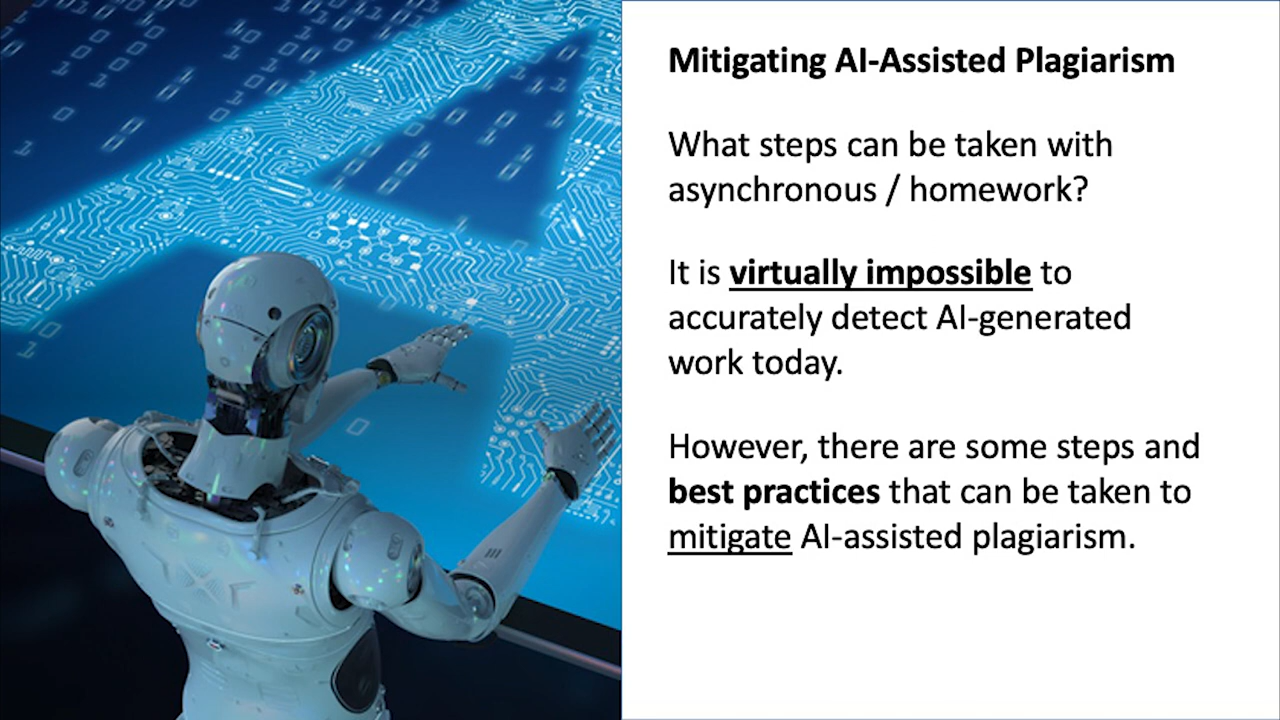 Mitigating AI-Assisted Plagiarism
What steps can be taken with
asynchronous / homework?
It is virtually impossible to
accurately detect AI-generated
work today.
However, there are some steps and
best practices that can be taken to
mitigate AI-assisted plagiarism.